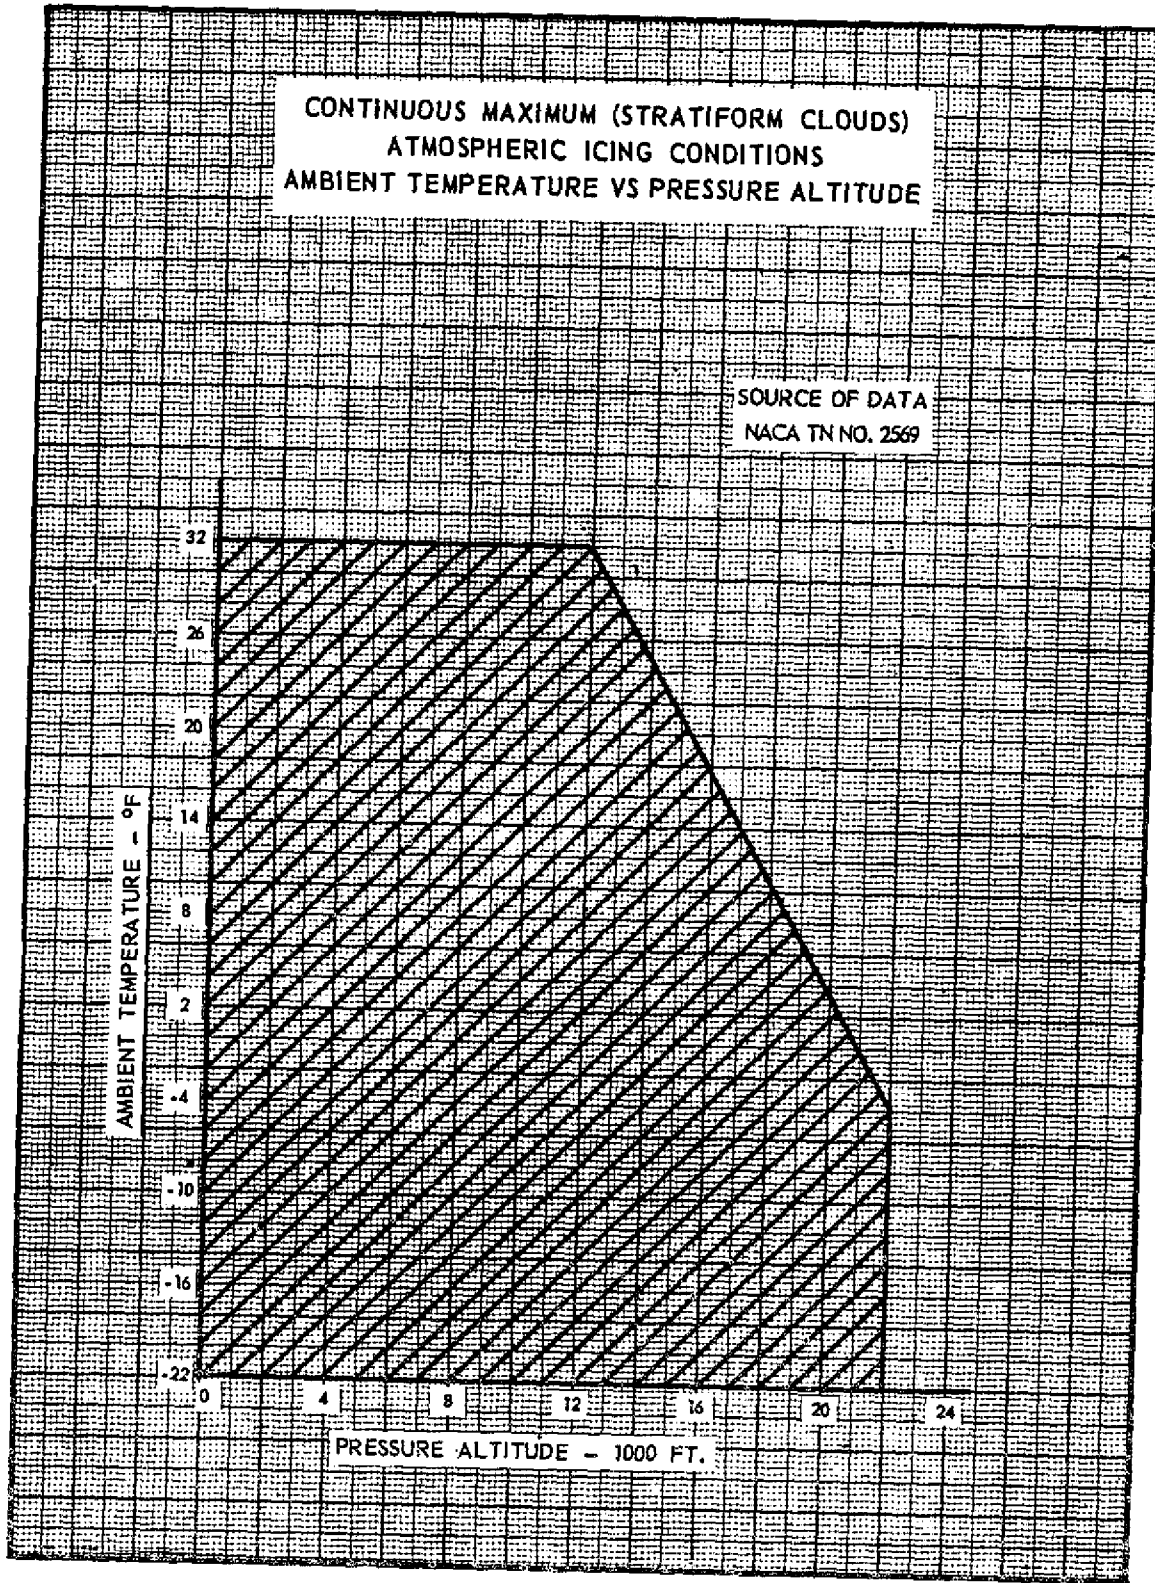 CONTINUOUS MAXIMUM (STRATIFORM CLOUDS)
ATMOSPHERIC ICING CONDITIONS
AMBIENT TEMPERATURE VS PRESSURE ALTITUDE
SOURCE OF DATA
NACA TN NO. 2569
32
26
20
14
8
2
-4
-10
-16
-22
AMBIENT TEMPERATURE - °F
0 4 8 12 16 20 24
PRESSURE ALTITUDE - 1000 FT.